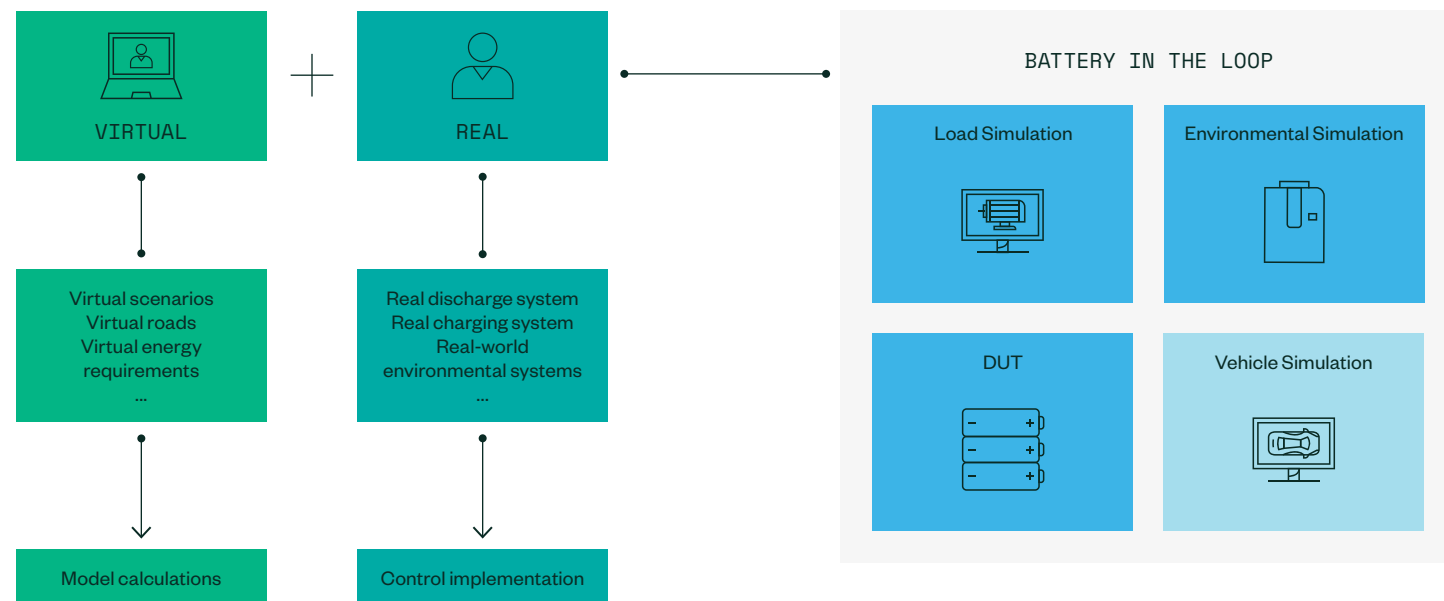 VIRTUAL
REAL
Virtual scenarios
Virtual roads
Virtual energy
requirements
...
Real discharge system
Real charging system
Real-world
environmental systems
...
Model calculations
Control implementation
BATTERY IN THE LOOP
Load Simulation
Environmental Simulation
DUT
Vehicle Simulation